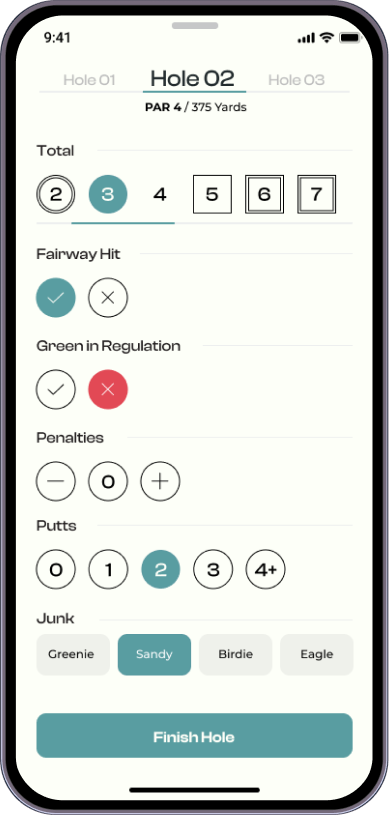 9:41
Hole 01 Hole 02 Hole 03
PAR 4 / 375 Yards
Total
2 3 4 5 6 7
Fairway Hit
Green in Regulation
Penalties
0
Putts
0 1 2 3 4+
Junk
Greenie Sandy Birdie Eagle
Finish Hole